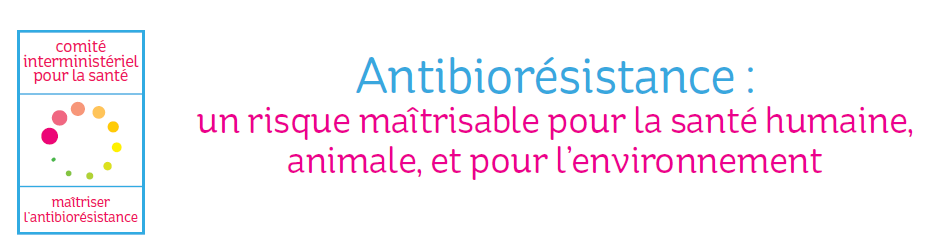 comité
interministériel
pour la santé
maîtriser
l'antibiorésistance
Antibiorésistance :
un risque maîtrisable pour la santé humaine,
animale, et pour l'environnement